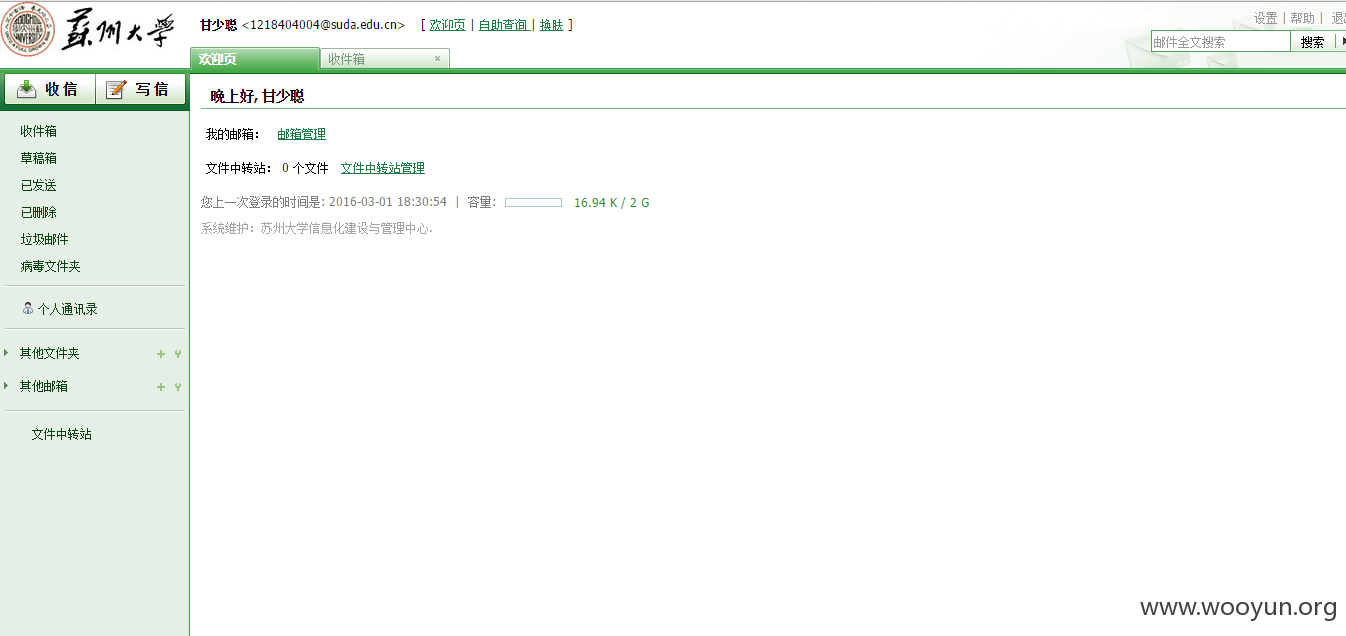 蘇州大学
甘少聪 <1218404004@suda.edu.cn> [ 欢迎页 | 自助查询 | 换肤 ]
设置 | 帮助 | 退出
邮件全文搜索 搜索
欢迎页 收件箱 ×
收信 写信
晚上好, 甘少聪
收件箱
我的邮箱： 邮箱管理
草稿箱
文件中转站： 0 个文件 文件中转站管理
已发送
您上一次登录的时间是: 2016-03-01 18:30:54 | 容量: 16.94 K / 2 G
已删除
系统维护：苏州大学信息化建设与管理中心.
垃圾邮件
病毒文件夹
个人通讯录
其他文件夹
其他邮箱
文件中转站
www.wooyun.org